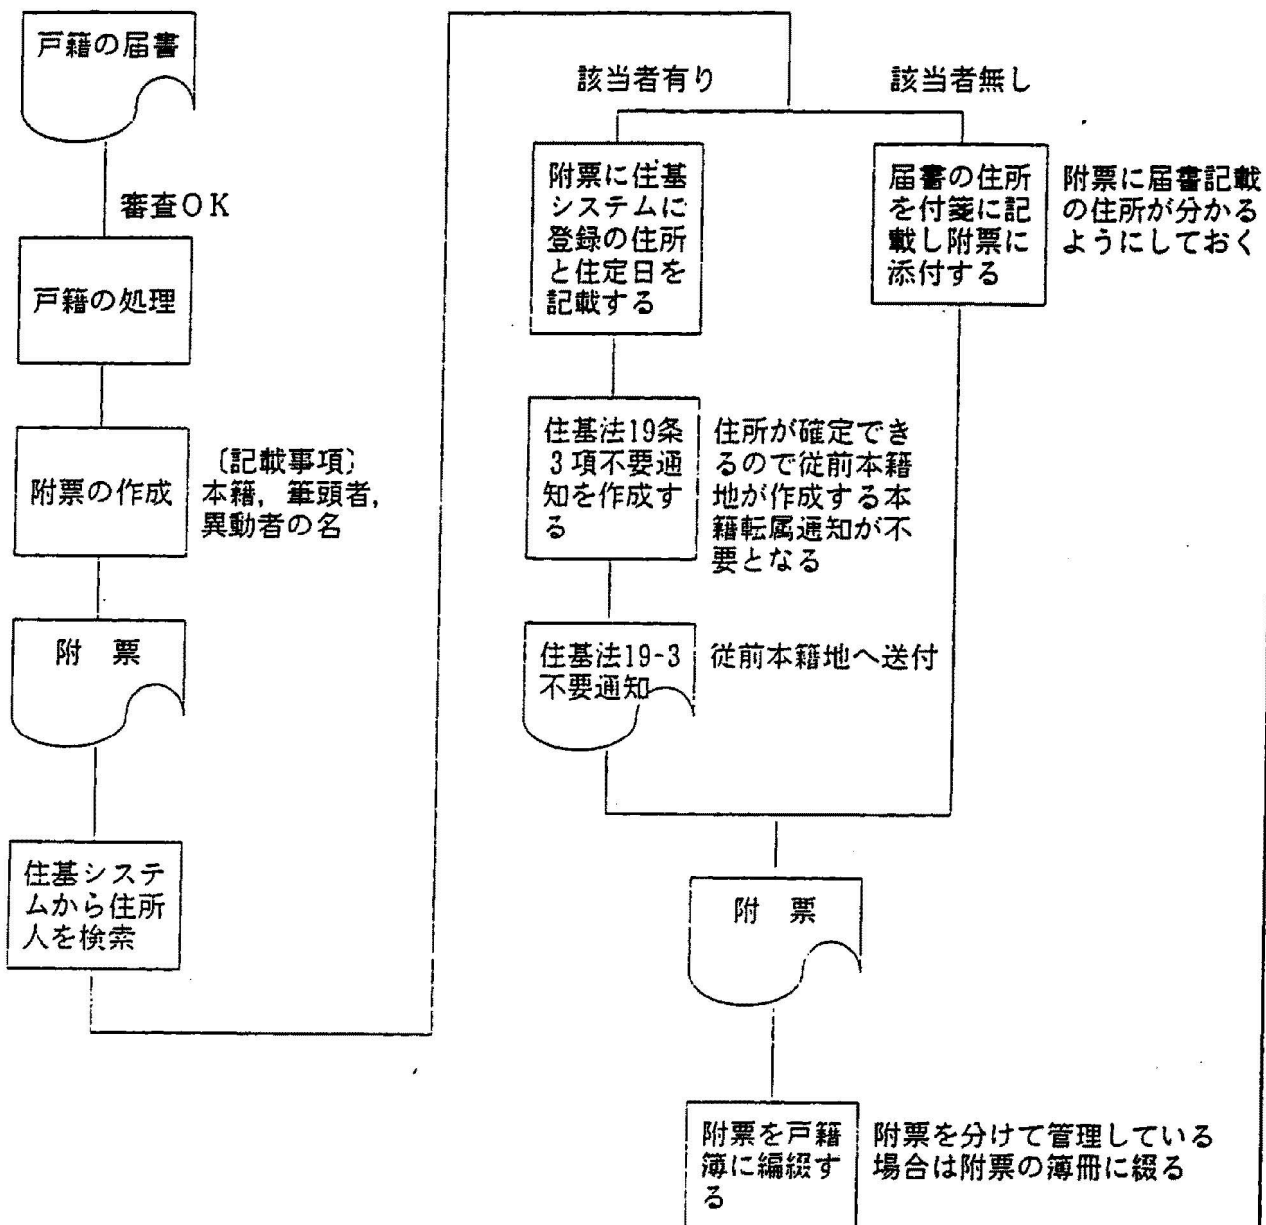 戸籍の届書
審査OK
戸籍の処理
附票の作成
〔記載事項〕
本籍，筆頭者，
異動者の名
附　票
住基システ
ムから住所
人を検索
該当者有り
該当者無し
附票に住基
システムに
登録の住所
と住定日を
記載する
届書の住所
を付箋に記
載し附票に
添付する
附票に届書記載
の住所が分かる
ようにしておく
住基法19条
3項不要通
知を作成す
る
住所が確定でき
るので従前本籍
地が作成する本
籍転属通知が不
要となる
住基法19-3
不要通知
従前本籍地へ送付
附　票
附票を戸籍
簿に編綴す
る
附票を分けて管理している
場合は附票の簿冊に綴る